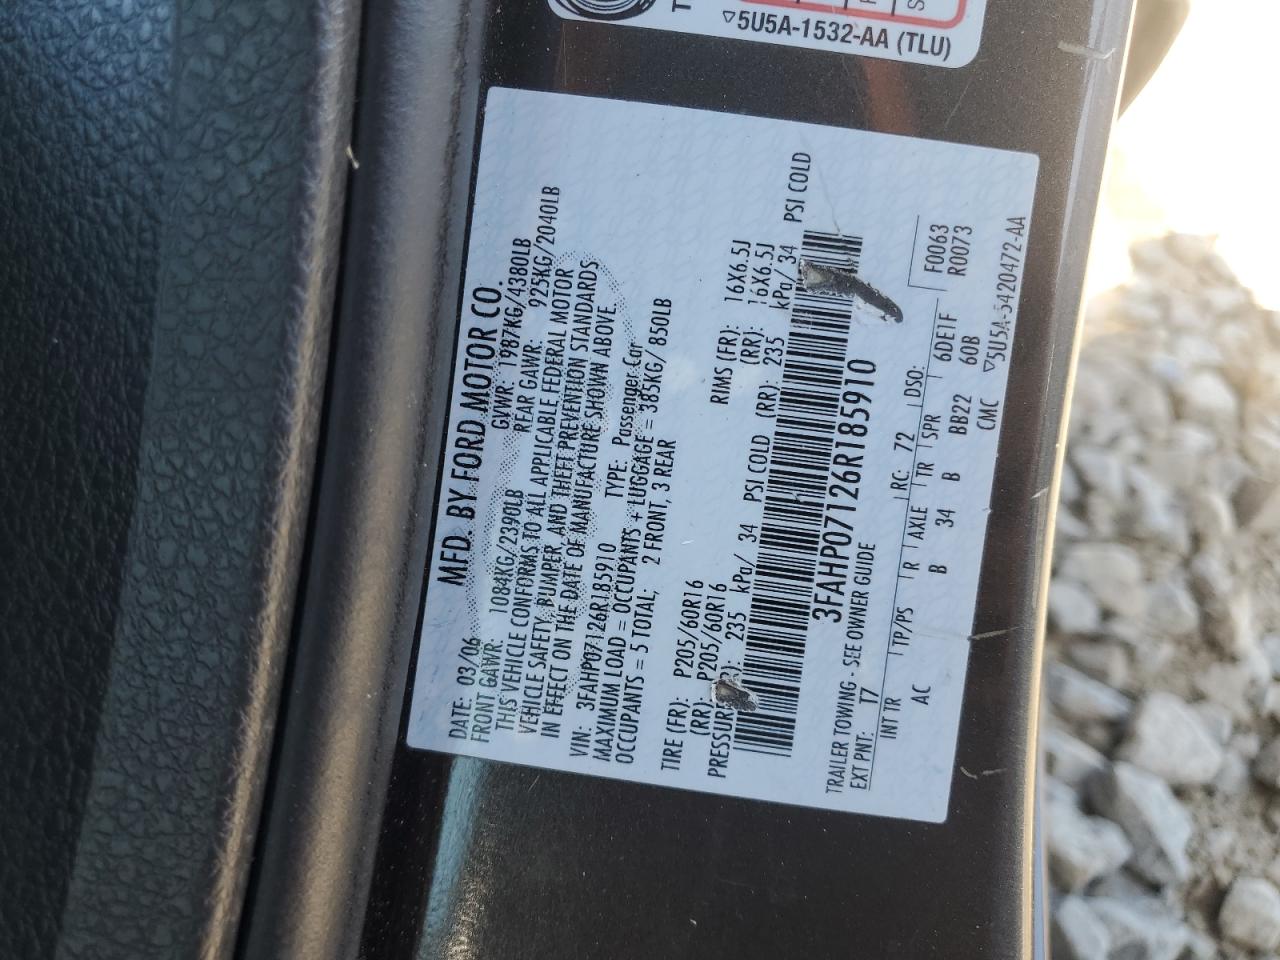 5U5A-1532-AA (TLU)
MFD. BY FORD MOTOR CO.
DATE: 03/06 GVWR: 1987KG/4380LB
FRONT GAWR: 1084KG/2390LB REAR GAWR: 925KG/2040LB
THIS VEHICLE CONFORMS TO ALL APPLICABLE FEDERAL MOTOR
VEHICLE SAFETY, BUMPER, AND THEFT PREVENTION STANDARDS
IN EFFECT ON THE DATE OF MANUFACTURE SHOWN ABOVE
VIN: 3FAHP07126R185910 TYPE: Passenger Car
MAXIMUM LOAD = OCCUPANTS + LUGGAGE = 385KG/ 850LB
OCCUPANTS = 5 TOTAL; 2 FRONT, 3 REAR
TIRE (FR): P205/60R16 RIMS (FR): 16X6.5J
(RR): P205/60R16 (RR): 16X6.5J
235 kPa/ 34 PSI COLD (RR): 235 kPa/ 34 PSI COLD
3FAHP07126R185910
TRAILER TOWING - SEE OWNER GUIDE
EXT PNT: T7 RC: 72 DSO: F0063
INT TR TP/PS R AXLE TR SPR 6DE1F R0073
AC B 34 B BB22 60B
CMC 5U5A-5420472-AA